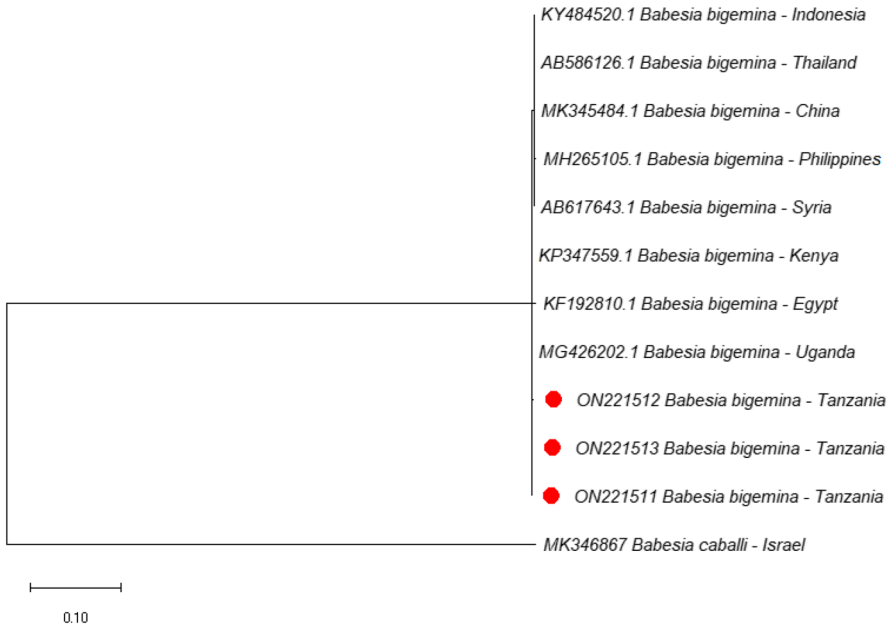 KY484520.1 Babesia bigemina - Indonesia
AB586126.1 Babesia bigemina - Thailand
MK345484.1 Babesia bigemina - China
MH265105.1 Babesia bigemina - Philippines
AB617643.1 Babesia bigemina - Syria
KP347559.1 Babesia bigemina - Kenya
KF192810.1 Babesia bigemina - Egypt
MG426202.1 Babesia bigemina - Uganda
ON221512 Babesia bigemina - Tanzania
ON221513 Babesia bigemina - Tanzania
ON221511 Babesia bigemina - Tanzania
MK346867 Babesia caballi - Israel
0.10